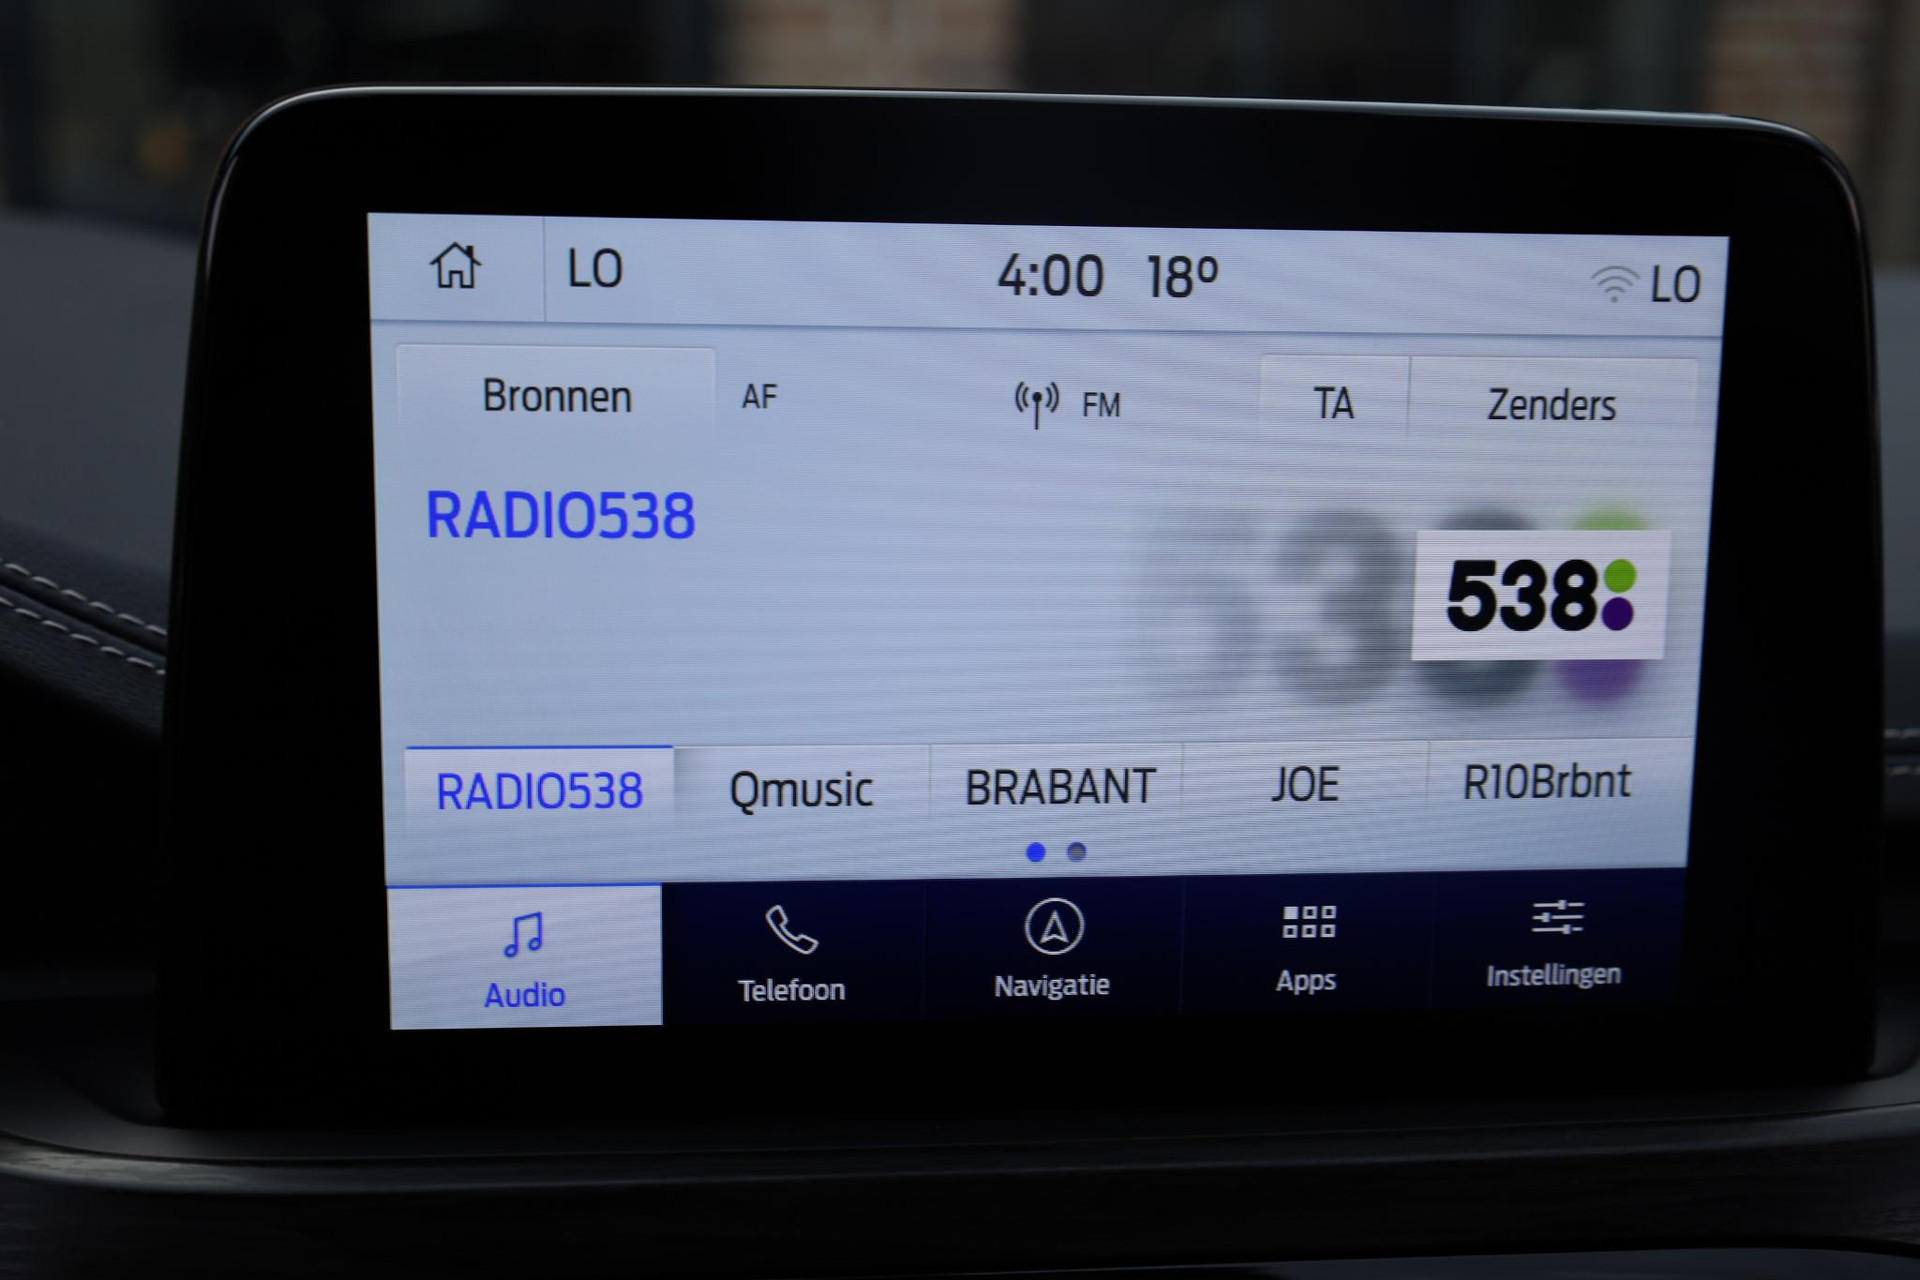 LO 4:00 18º LO
Bronnen AF FM TA Zenders
RADIO538
538
RADIO538 Qmusic BRABANT JOE R10Brbnt
Audio Telefoon Navigatie Apps Instellingen